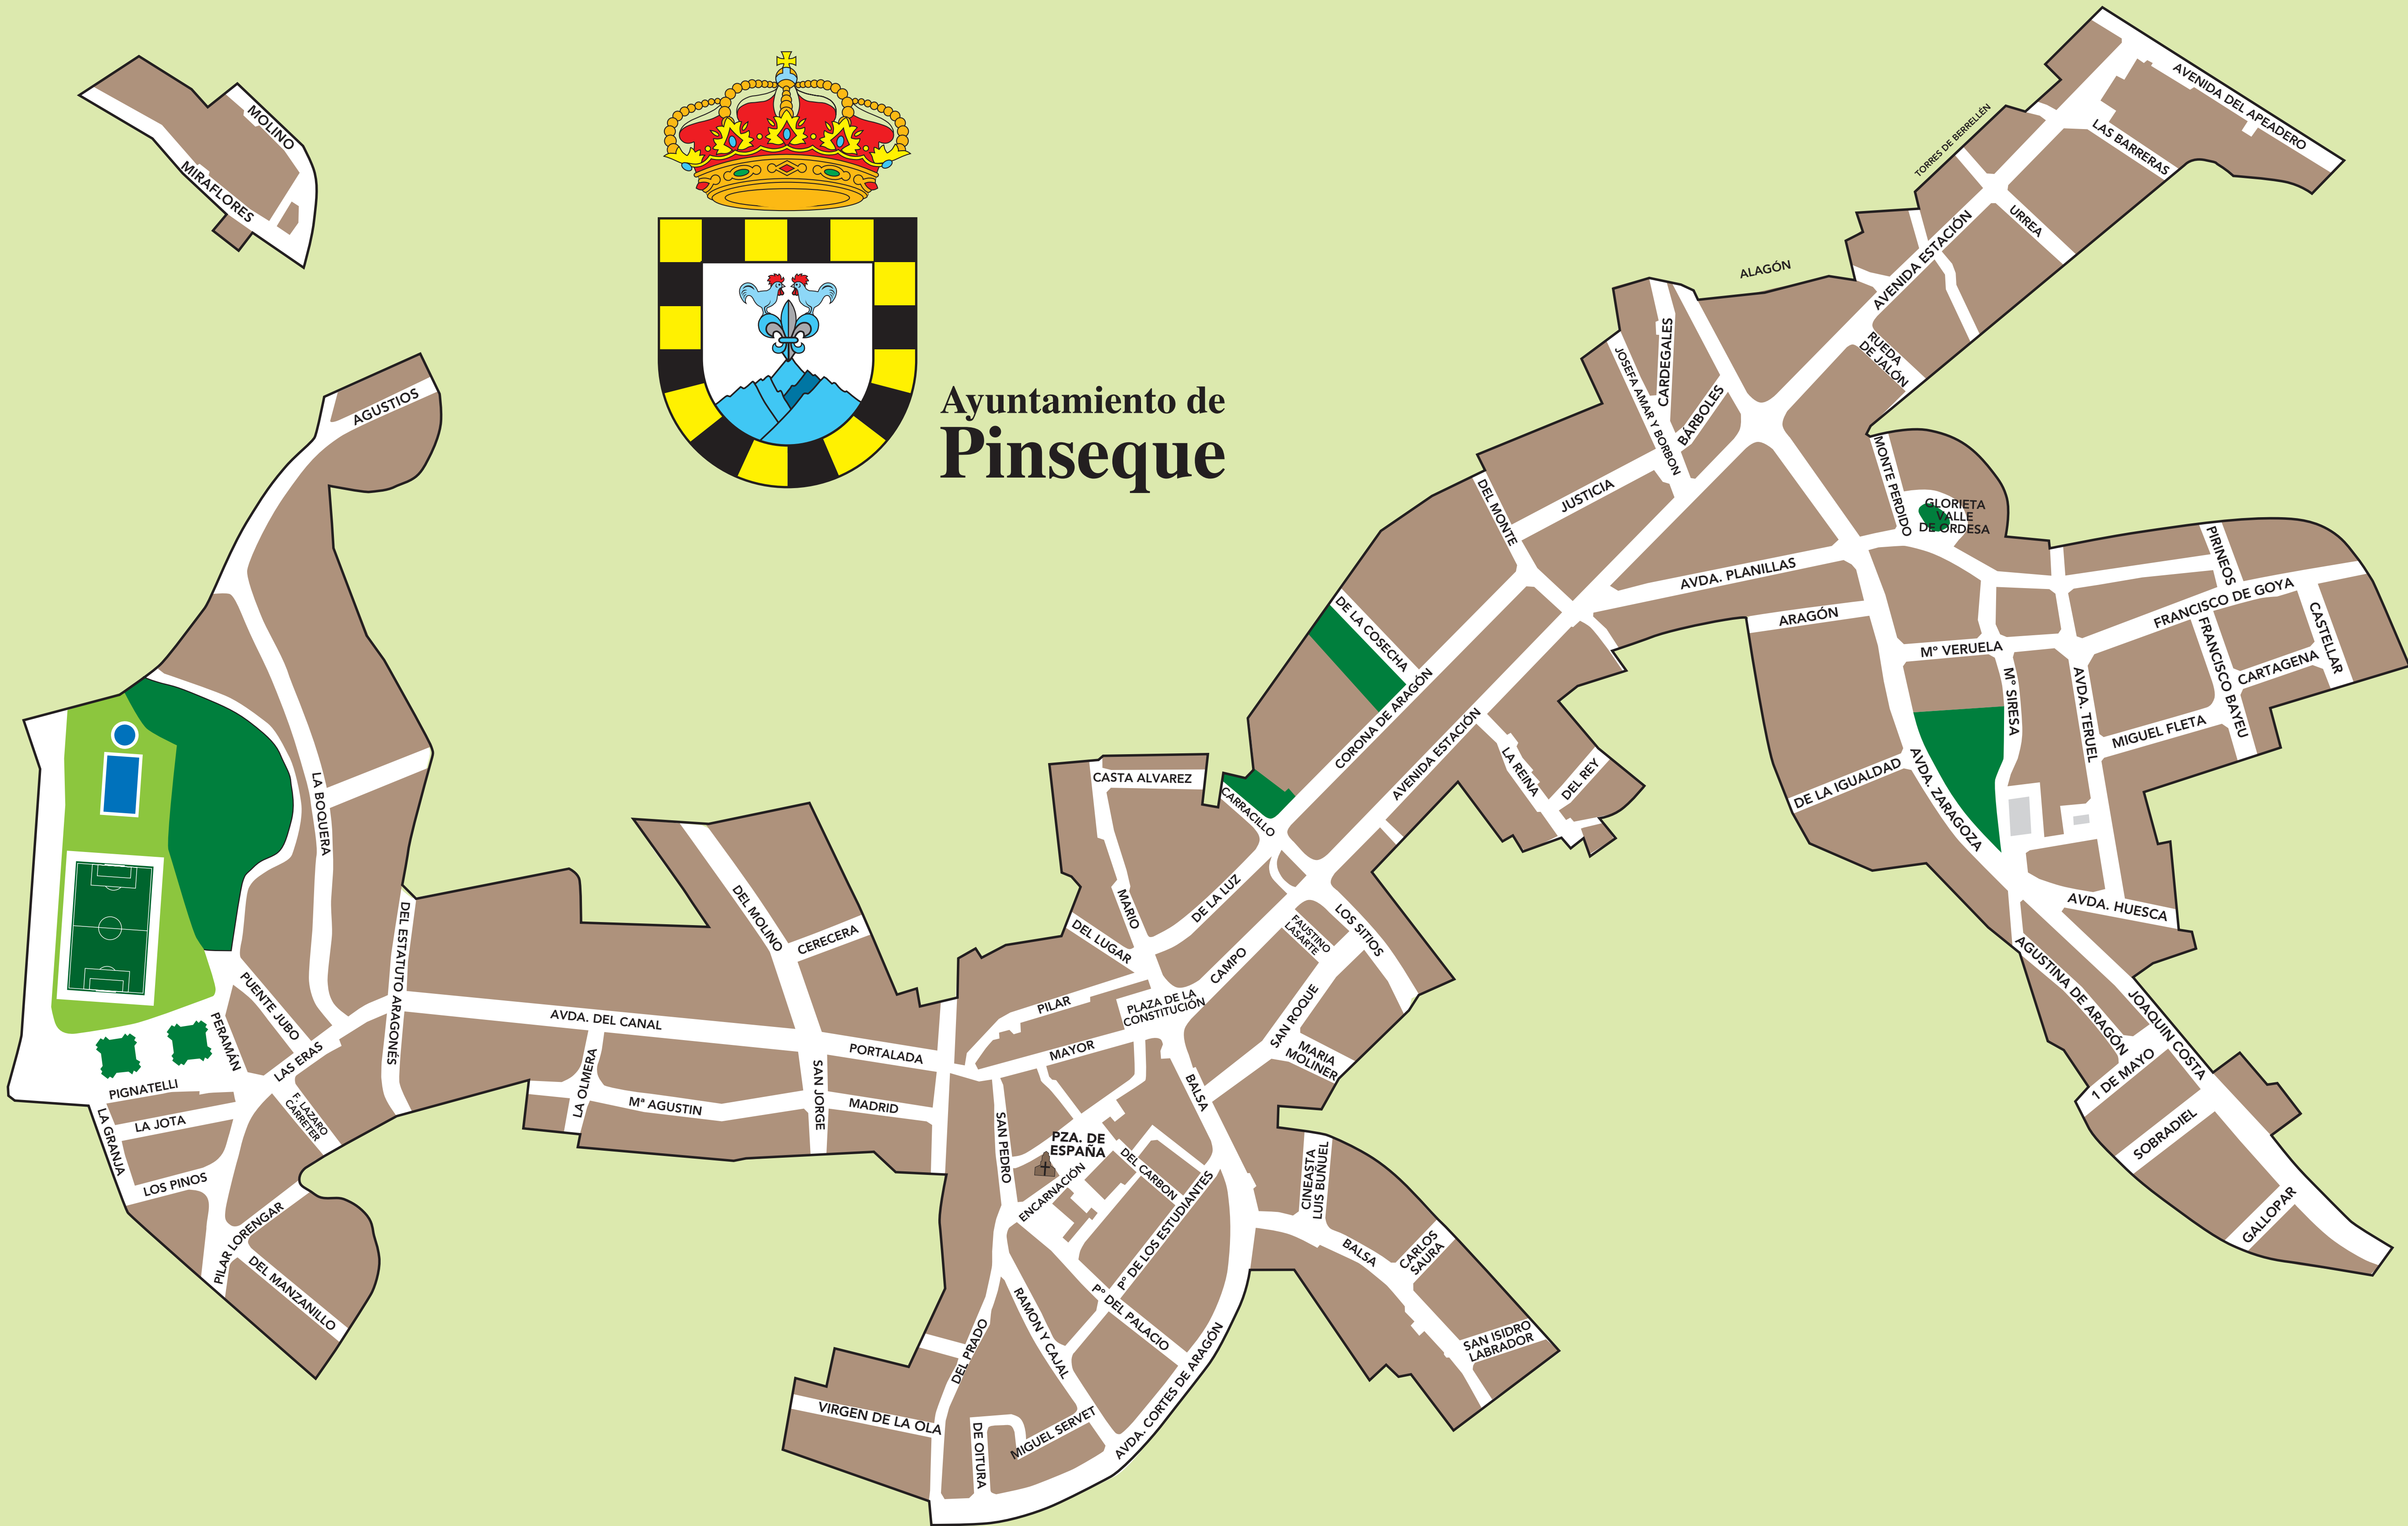 Ayuntamiento de
Pinseque
MOLINO
MIRAFLORES
AGUSTIOS
LA BOQUERA
DEL ESTATUTO ARAGONÉS
PUENTE JUBO
PERAMÁN
LAS ERAS
PIGNATELLI
LA JOTA
LA GRANJA
F. LAZARO
CARRETER
LOS PINOS
PILAR LORENGAR
DEL MANZANILLO
AVDA. DEL CANAL
DEL MOLINO
CERECERA
PORTALADA
LA OLMERA
Mª AGUSTIN
SAN JORGE
MADRID
CASTA ALVAREZ
MARIO
DEL LUGAR
DE LA LUZ
CARRACILLO
PILAR
PLAZA DE LA
CONSTITUCIÓN
CAMPO
MAYOR
FAUSTINO
LASARTE
LOS SITIOS
SAN ROQUE
MARIA
MOLINER
BALSA
SAN PEDRO
PZA. DE
ESPAÑA
ENCARNACIÓN
DEL CARBON
Pº DE LOS ESTUDIANTES
Pº DEL PALACIO
RAMON Y CAJAL
DEL PRADO
VIRGEN DE LA OLA
DE OITURA
MIGUEL SERVET
AVDA. CORTES DE ARAGÓN
CINEASTA
LUIS BUÑUEL
BALSA
CARLOS
SAURA
SAN ISIDRO
LABRADOR
DE LA COSECHA
CORONA DE ARAGÓN
AVENIDA ESTACIÓN
LA REINA
DEL REY
DEL MONTE
JUSTICIA
JOSEFA AMAR Y BORBON
CARDEGALES
BÁRBOLES
ALAGÓN
AVENIDA ESTACIÓN
TORRES DE BERRELLÉN
AVENIDA DEL APEADERO
LAS BARRERAS
URREA
RUEDA
DE JALÓN
MONTE PERDIDO
GLORIETA
VALLE
DE ORDESA
AVDA. PLANILLAS
ARAGÓN
Mº VERUELA
Mº SIRESA
AVDA. TERUEL
PIRINEOS
FRANCISCO DE GOYA
FRANCISCO BAYEU
CASTELLAR
CARTAGENA
MIGUEL FLETA
DE LA IGUALDAD
AVDA. ZARAGOZA
AVDA. HUESCA
AGUSTINA DE ARAGÓN
JOAQUIN COSTA
1 DE MAYO
SOBRADIEL
GALLOPAR